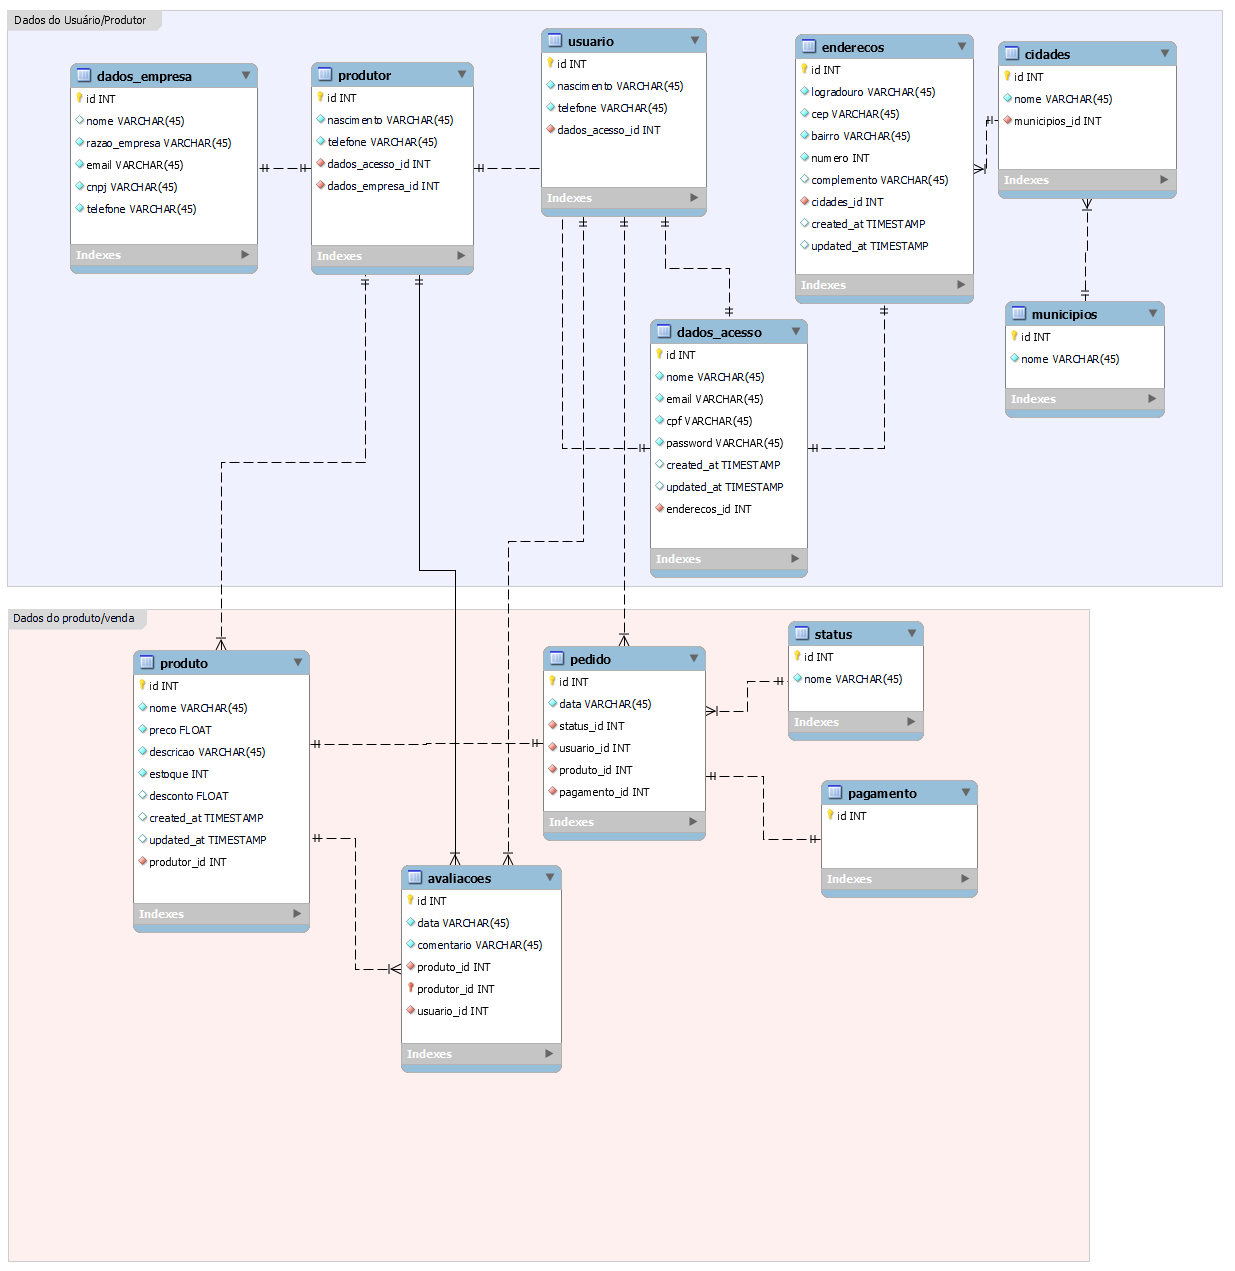 Dados do Usuário/Produtor
dados_empresa
id INT
nome VARCHAR(45)
razao_empresa VARCHAR(45)
email VARCHAR(45)
cnpj VARCHAR(45)
telefone VARCHAR(45)
Indexes
produtor
id INT
nascimento VARCHAR(45)
telefone VARCHAR(45)
dados_acesso_id INT
dados_empresa_id INT
Indexes
usuario
id INT
nascimento VARCHAR(45)
telefone VARCHAR(45)
dados_acesso_id INT
Indexes
enderecos
id INT
logradouro VARCHAR(45)
cep VARCHAR(45)
bairro VARCHAR(45)
numero INT
complemento VARCHAR(45)
cidades_id INT
created_at TIMESTAMP
updated_at TIMESTAMP
Indexes
cidades
id INT
nome VARCHAR(45)
municipios_id INT
Indexes
municipios
id INT
nome VARCHAR(45)
Indexes
dados_acesso
id INT
nome VARCHAR(45)
email VARCHAR(45)
cpf VARCHAR(45)
password VARCHAR(45)
created_at TIMESTAMP
updated_at TIMESTAMP
enderecos_id INT
Indexes
Dados do produto/venda
produto
id INT
nome VARCHAR(45)
preco FLOAT
descricao VARCHAR(45)
estoque INT
desconto FLOAT
created_at TIMESTAMP
updated_at TIMESTAMP
produtor_id INT
Indexes
pedido
id INT
data VARCHAR(45)
status_id INT
usuario_id INT
produto_id INT
pagamento_id INT
Indexes
status
id INT
nome VARCHAR(45)
Indexes
pagamento
id INT
Indexes
avaliacoes
id INT
data VARCHAR(45)
comentario VARCHAR(45)
produto_id INT
produtor_id INT
usuario_id INT
Indexes